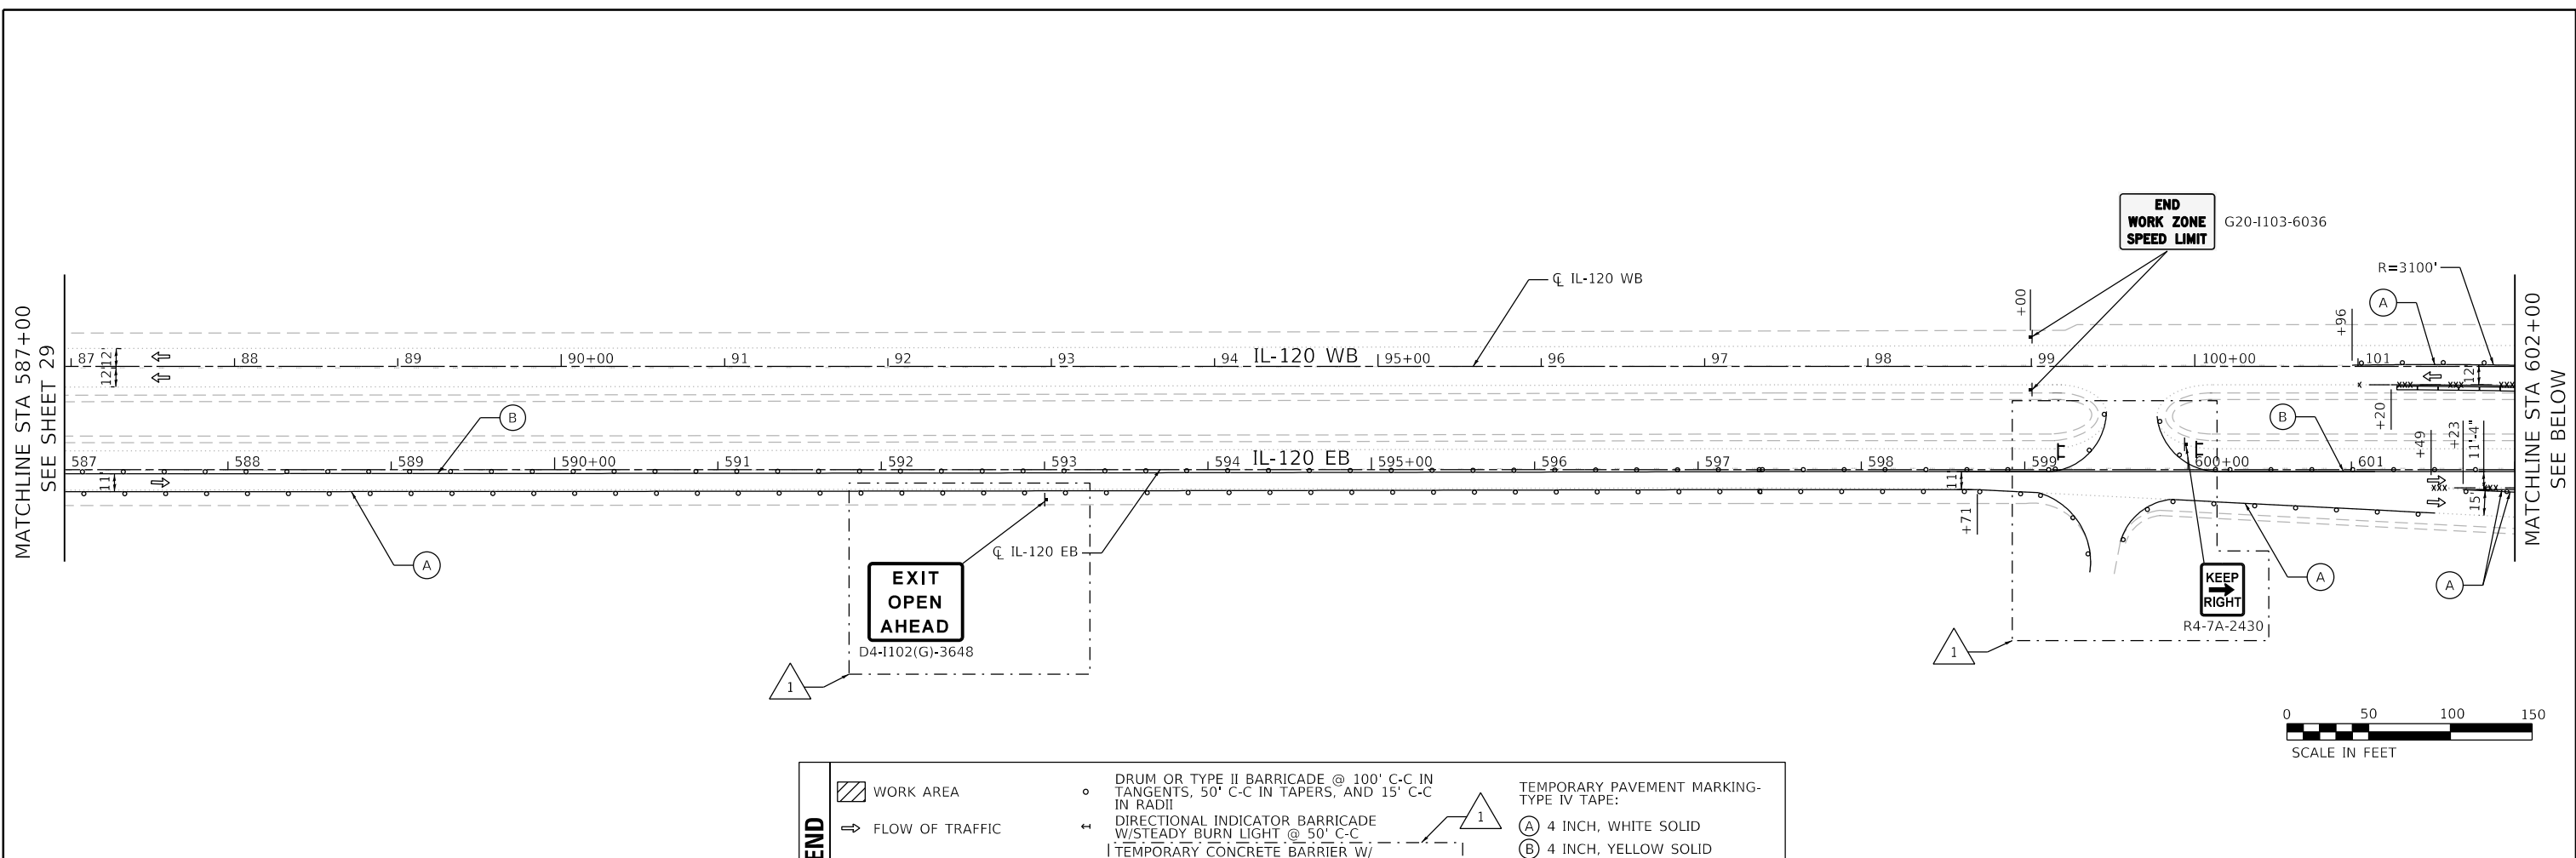 END
WORK ZONE
SPEED LIMIT
G20-I103-6036
MATCHLINE STA 587+00
SEE SHEET 29
℄ IL-120 WB
+00
+96
R=3100'
A
MATCHLINE STA 602+00
SEE BELOW
87 88 89 90+00 91 92 93 94 IL-120 WB 95+00 96 97 98 99 100+00 101
12'
12'
12'
B
B
+20
+49
+23
11'-4"
587 588 589 590+00 591 592 593 594 IL-120 EB 595+00 596 597 598 599 600+00 601
11'
11'
15'
+71
℄ IL-120 EB
A
EXIT
OPEN
AHEAD
D4-I102(G)-3648
1
KEEP
RIGHT
R4-7A-2430
A
A
1
0 50 100 150
SCALE IN FEET
END
WORK AREA
FLOW OF TRAFFIC
DRUM OR TYPE II BARRICADE @ 100' C-C IN
TANGENTS, 50' C-C IN TAPERS, AND 15' C-C
IN RADII
DIRECTIONAL INDICATOR BARRICADE
W/STEADY BURN LIGHT @ 50' C-C
TEMPORARY CONCRETE BARRIER W/
1
TEMPORARY PAVEMENT MARKING-
TYPE IV TAPE:
A 4 INCH, WHITE SOLID
B 4 INCH, YELLOW SOLID